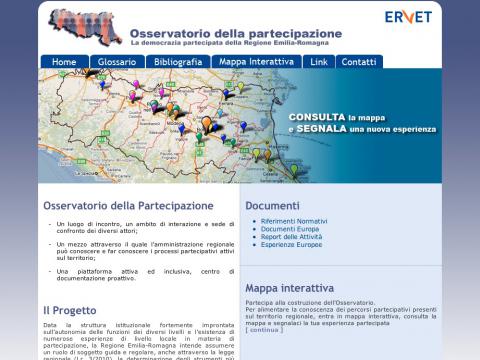 Osservatorio della partecipazione
La democrazia partecipata della Regione Emilia-Romagna
ERVET
Home Glossario Bibliografia Mappa Interattiva Link Contatti
CONSULTA la mappa
e SEGNALA una nuova esperienza
Osservatorio della Partecipazione
- Un luogo di incontro, un ambito di interazione e sede di
confronto dei diversi attori;
- Un mezzo attraverso il quale l'amministrazione regionale
può conoscere e far conoscere i processi partecipativi attivi
sul territorio;
- Una piattaforma attiva ed inclusiva, centro di
documentazione proattivo.
Il Progetto
Data la struttura istituzionale fortemente improntata
sull'autonomia delle funzioni dei diversi livelli e l'esistenza di
numerose esperienze di livello locale in materia di
partecipazione, la Regione Emilia-Romagna intende assumere
un ruolo di soggetto guida e regolare, anche attraverso la legge
regionale (l.r. 3/2010), la determinazione degli strumenti più
Documenti
Riferimenti Normativi
Documenti Europa
Report delle Attività
Esperienze Europee
Mappa interattiva
Partecipa alla costruzione dell'Osservatorio.
Per alimentare la conoscenza dei percorsi partecipativi presenti
sul territorio regionale, entra in mappa interattiva, consulta la
mappa e segnalaci la tua esperienza partecipata
[ continua ]